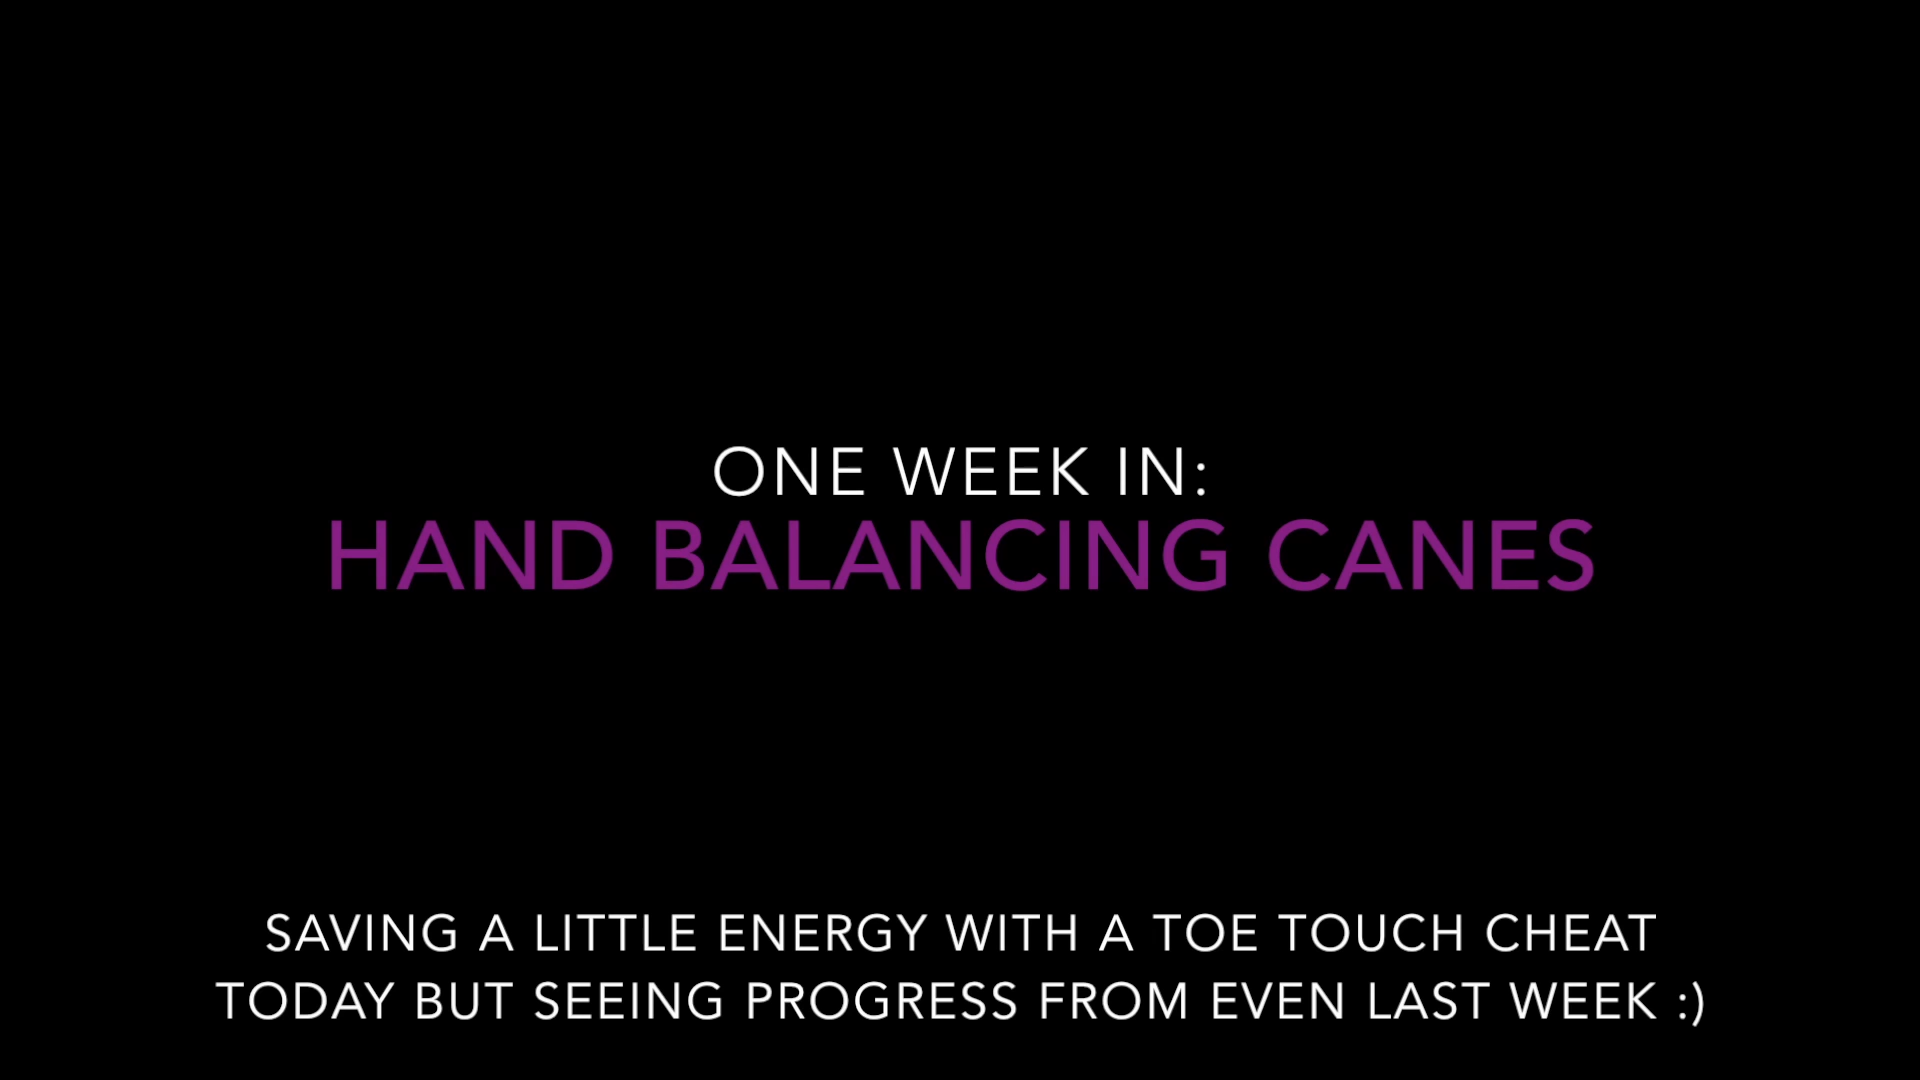 ONE WEEK IN:
HAND BALANCING CANES
SAVING A LITTLE ENERGY WITH A TOE TOUCH CHEAT
TODAY BUT SEEING PROGRESS FROM EVEN LAST WEEK :)